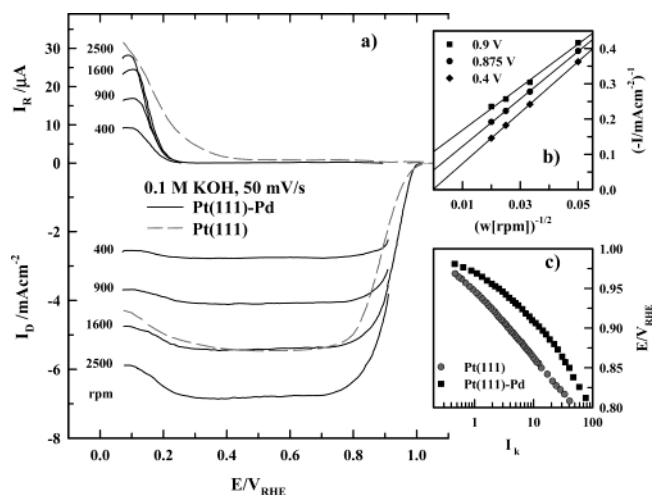 a)
I_R /μA
30
20
10
0
2500
1600
900
400
0.1 M KOH, 50 mV/s
Pt(111)-Pd
Pt(111)
I_D /mAcm^-2
0
-2
-4
-6
-8
400
900
1600
2500
rpm
0.0 0.2 0.4 0.6 0.8 1.0
E/V_RHE
0.9 V
0.875 V
0.4 V
b)
0.4
0.3
0.2
0.1
0.0
(-I/mAcm^-2)^-1
0.01 0.03 0.05
(w[rpm])^-1/2
c)
1.00
0.95
0.90
0.85
0.80
E/V_RHE
Pt(111)
Pt(111)-Pd
1 10 100
I_k